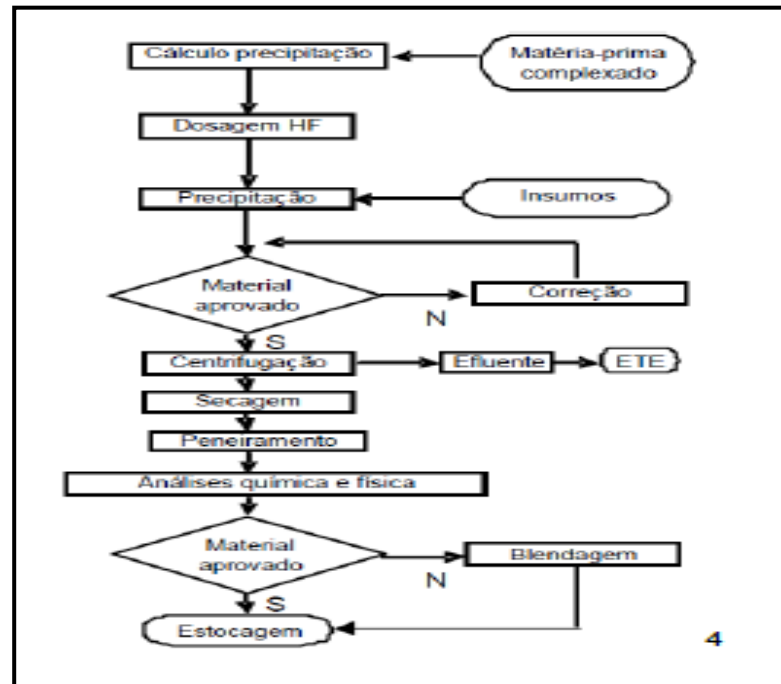 Cálculo precipitação
Matéria-prima
complexado
Dosagem HF
Precipitação
Insumos
Material
aprovado
N
Correção
S
Centrifugação
Efluente
ETE
Secagem
Peneiramento
Análises química e física
Material
aprovado
N
Blendagem
S
Estocagem
4